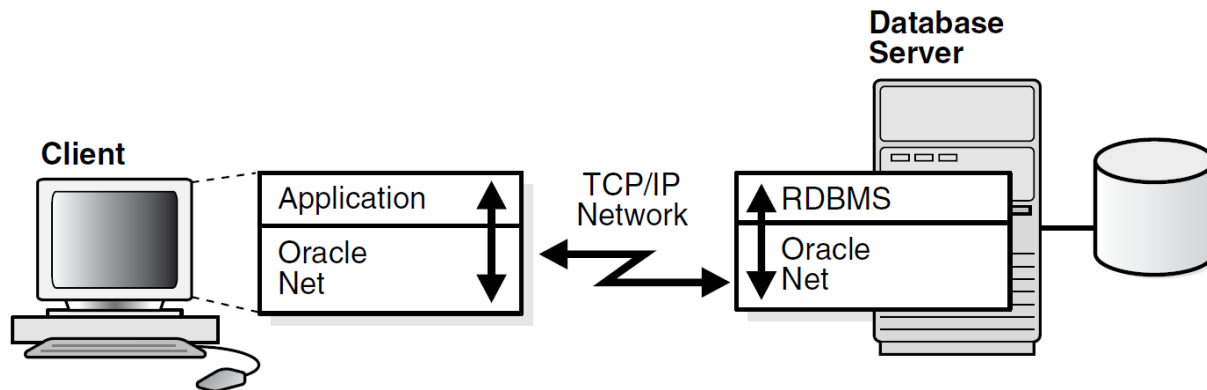 Client
Application
Oracle
Net
TCP/IP
Network
Database
Server
RDBMS
Oracle
Net